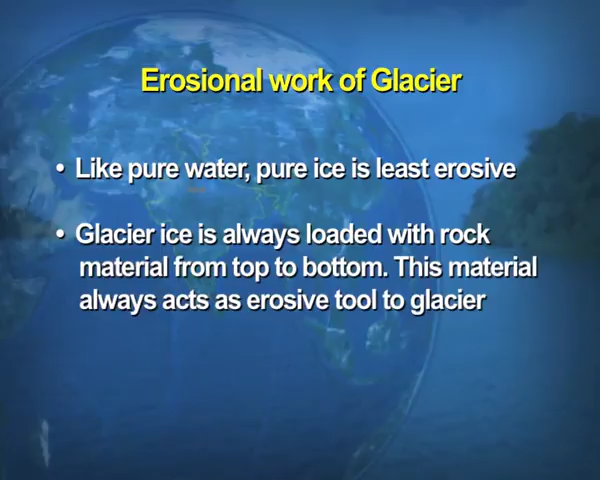 Erosional work of Glacier
• Like pure water, pure ice is least erosive
• Glacier ice is always loaded with rock
material from top to bottom. This material
always acts as erosive tool to glacier